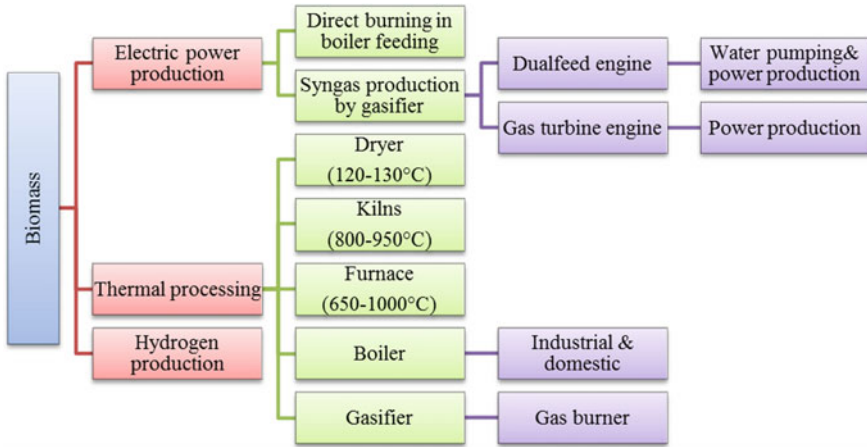 Biomass
Electric power
production
Direct burning in
boiler feeding
Syngas production
by gasifier
Dualfeed engine
Water pumping&
power production
Gas turbine engine
Power production
Thermal processing
Dryer
(120-130°C)
Kilns
(800-950°C)
Furnace
(650-1000°C)
Boiler
Industrial &
domestic
Gasifier
Gas burner
Hydrogen
production